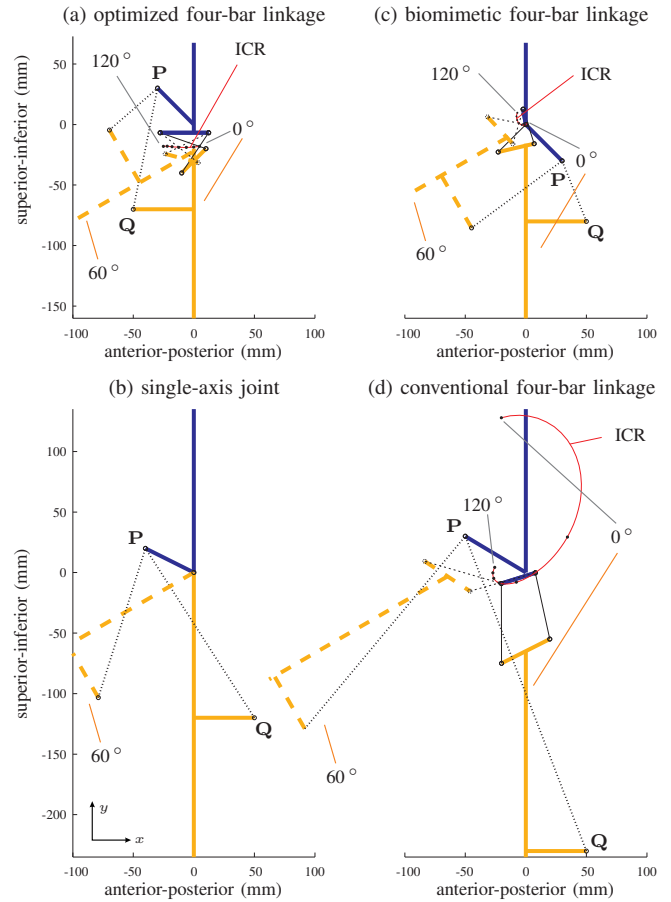 (a) optimized four-bar linkage
(c) biomimetic four-bar linkage
superior-inferior (mm)
50
0
-50
-100
-150
P
120°
ICR
0°
Q
60°
-100 -50 0 50 100
anterior-posterior (mm)
120°
ICR
0°
P
Q
60°
-100 -50 0 50 100
anterior-posterior (mm)
(b) single-axis joint
(d) conventional four-bar linkage
superior-inferior (mm)
100
50
0
-50
-100
-150
-200
P
Q
60°
y
x
-100 -50 0 50 100
anterior-posterior (mm)
ICR
120°
P
0°
60°
Q
-100 -50 0 50 100
anterior-posterior (mm)